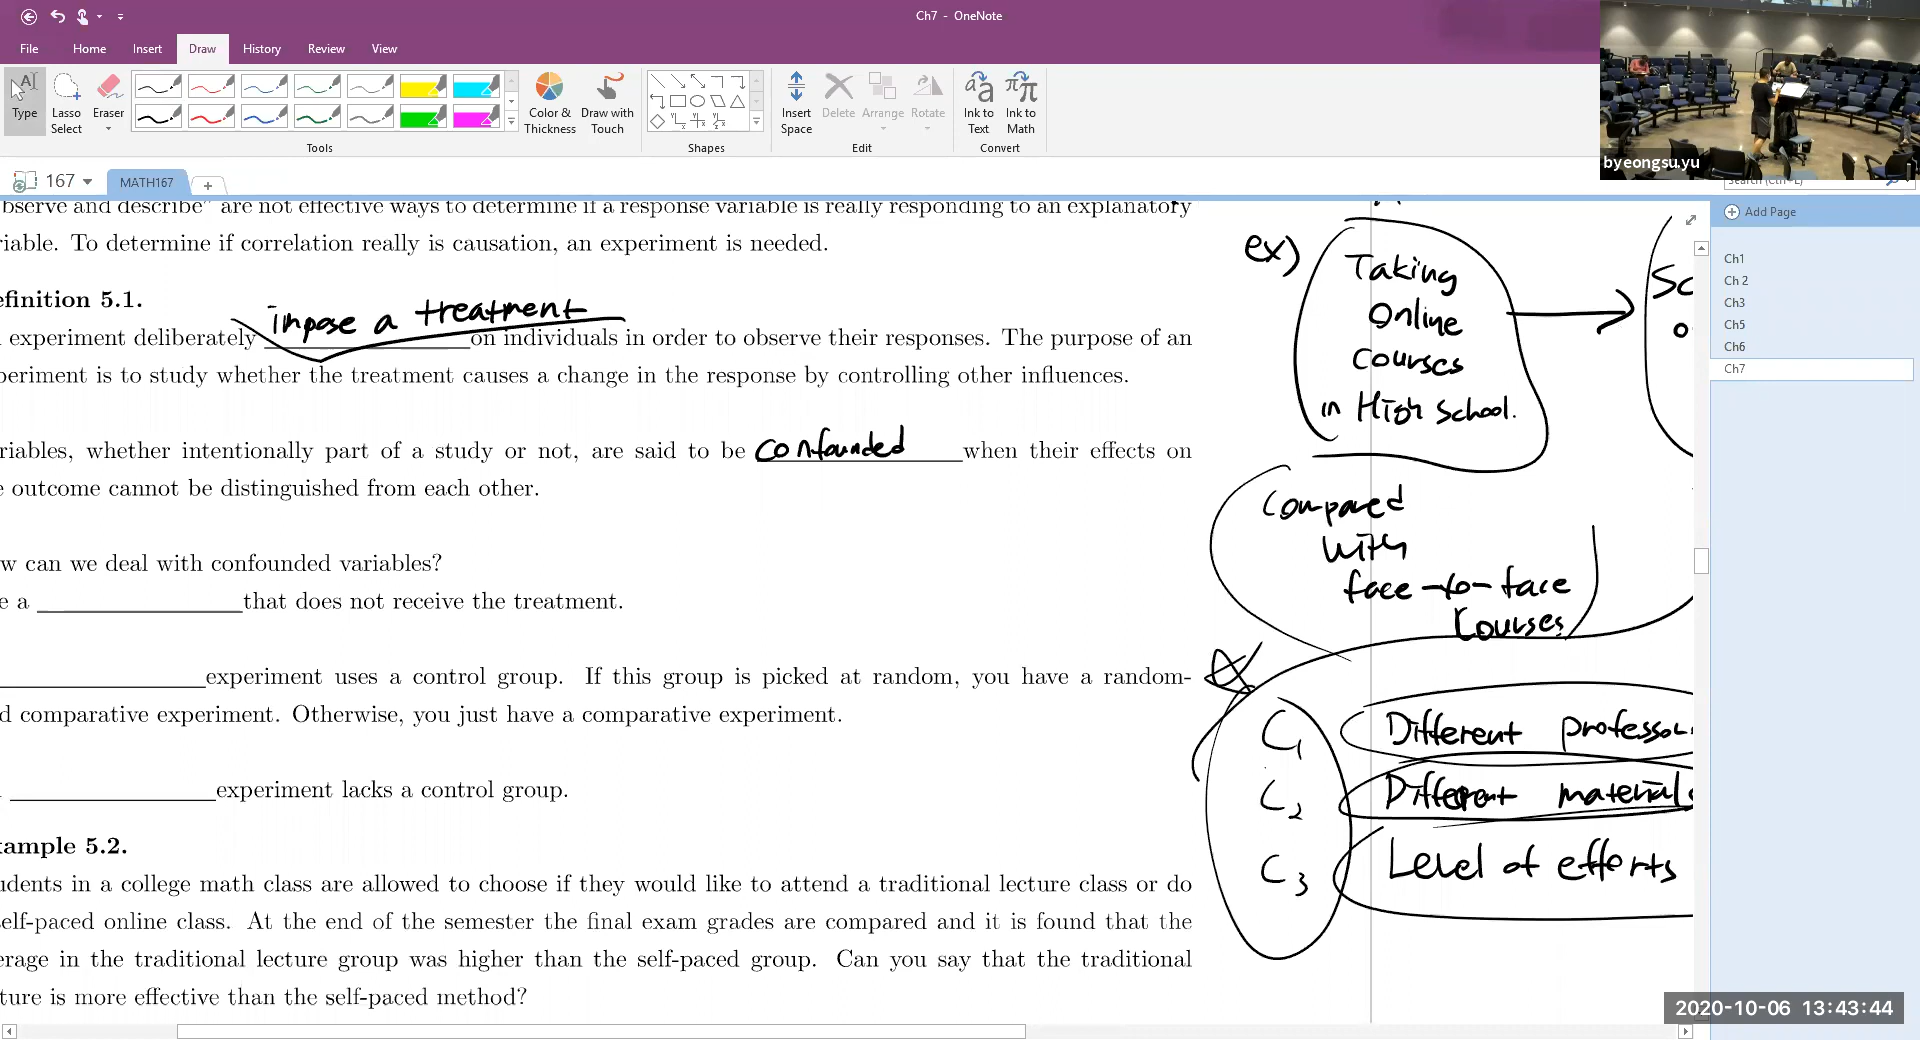 Ch7 - OneNote
File Home Insert Draw History Review View
Type
Lasso Select
Eraser
Color & Thickness
Draw with Touch
Insert Space
Delete
Arrange
Rotate
Ink to Text
Ink to Math
Tools
Shapes
Edit
Convert
byeongsu.yu
167
MATH167
Search (Ctrl+E)
Add Page
Ch1
Ch 2
Ch3
Ch5
Ch6
Ch7
bserve and describe” are not effective ways to determine if a response variable is really responding to an explanatory
riable. To determine if correlation really is causation, an experiment is needed.
efinition 5.1.
experiment deliberately impose a treatment on individuals in order to observe their responses. The purpose of an
periment is to study whether the treatment causes a change in the response by controlling other influences.
riables, whether intentionally part of a study or not, are said to be confounded when their effects on
e outcome cannot be distinguished from each other.
w can we deal with confounded variables?
e a ______________ that does not receive the treatment.
______________ experiment uses a control group. If this group is picked at random, you have a random-
d comparative experiment. Otherwise, you just have a comparative experiment.
______________ experiment lacks a control group.
ample 5.2.
udents in a college math class are allowed to choose if they would like to attend a traditional lecture class or do
self-paced online class. At the end of the semester the final exam grades are compared and it is found that the
erage in the traditional lecture group was higher than the self-paced group. Can you say that the traditional
ture is more effective than the self-paced method?
ex)
Taking
Online
Courses
in High School.
Sc
o
Compared
with
face-to-face
Courses
C1 Different professor
C2 Different materials
C3 Level of efforts
2020-10-06 13:43:44